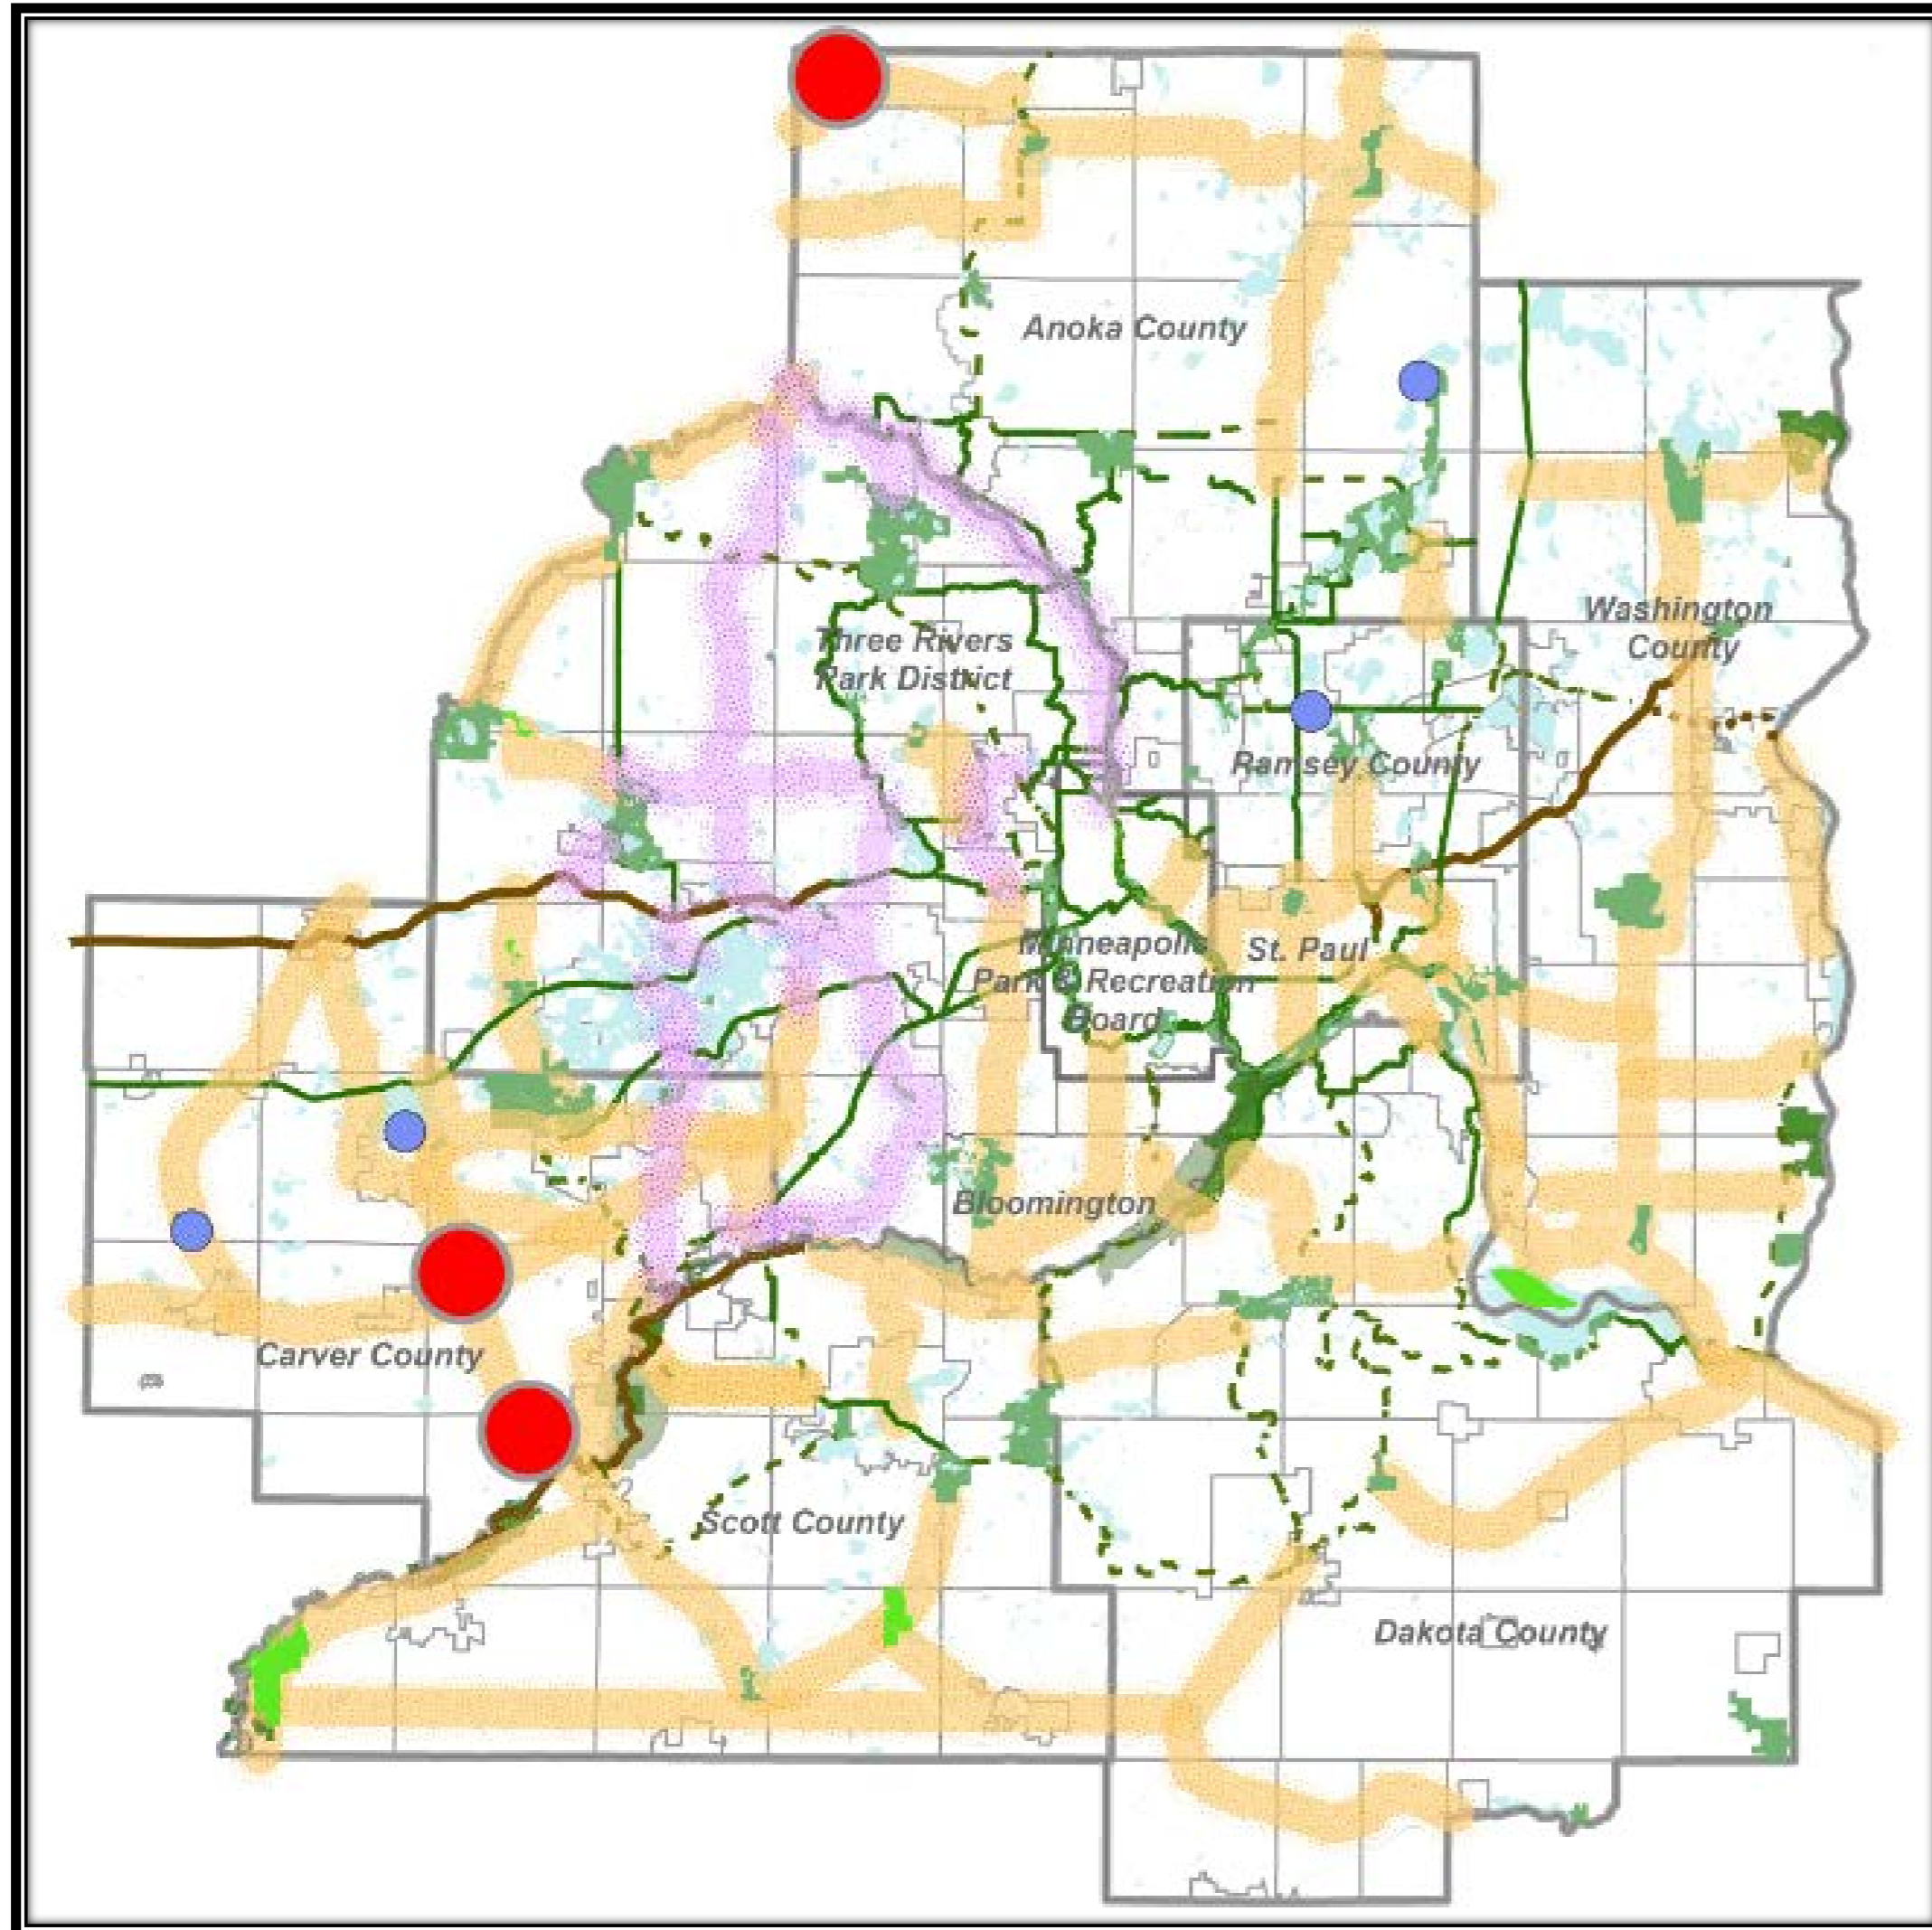 Anoka County
Washington
County
Three Rivers
Park District
Ramsey County
Minneapolis
Park & Recreation
Board
St. Paul
Bloomington
Carver County
Scott County
Dakota County